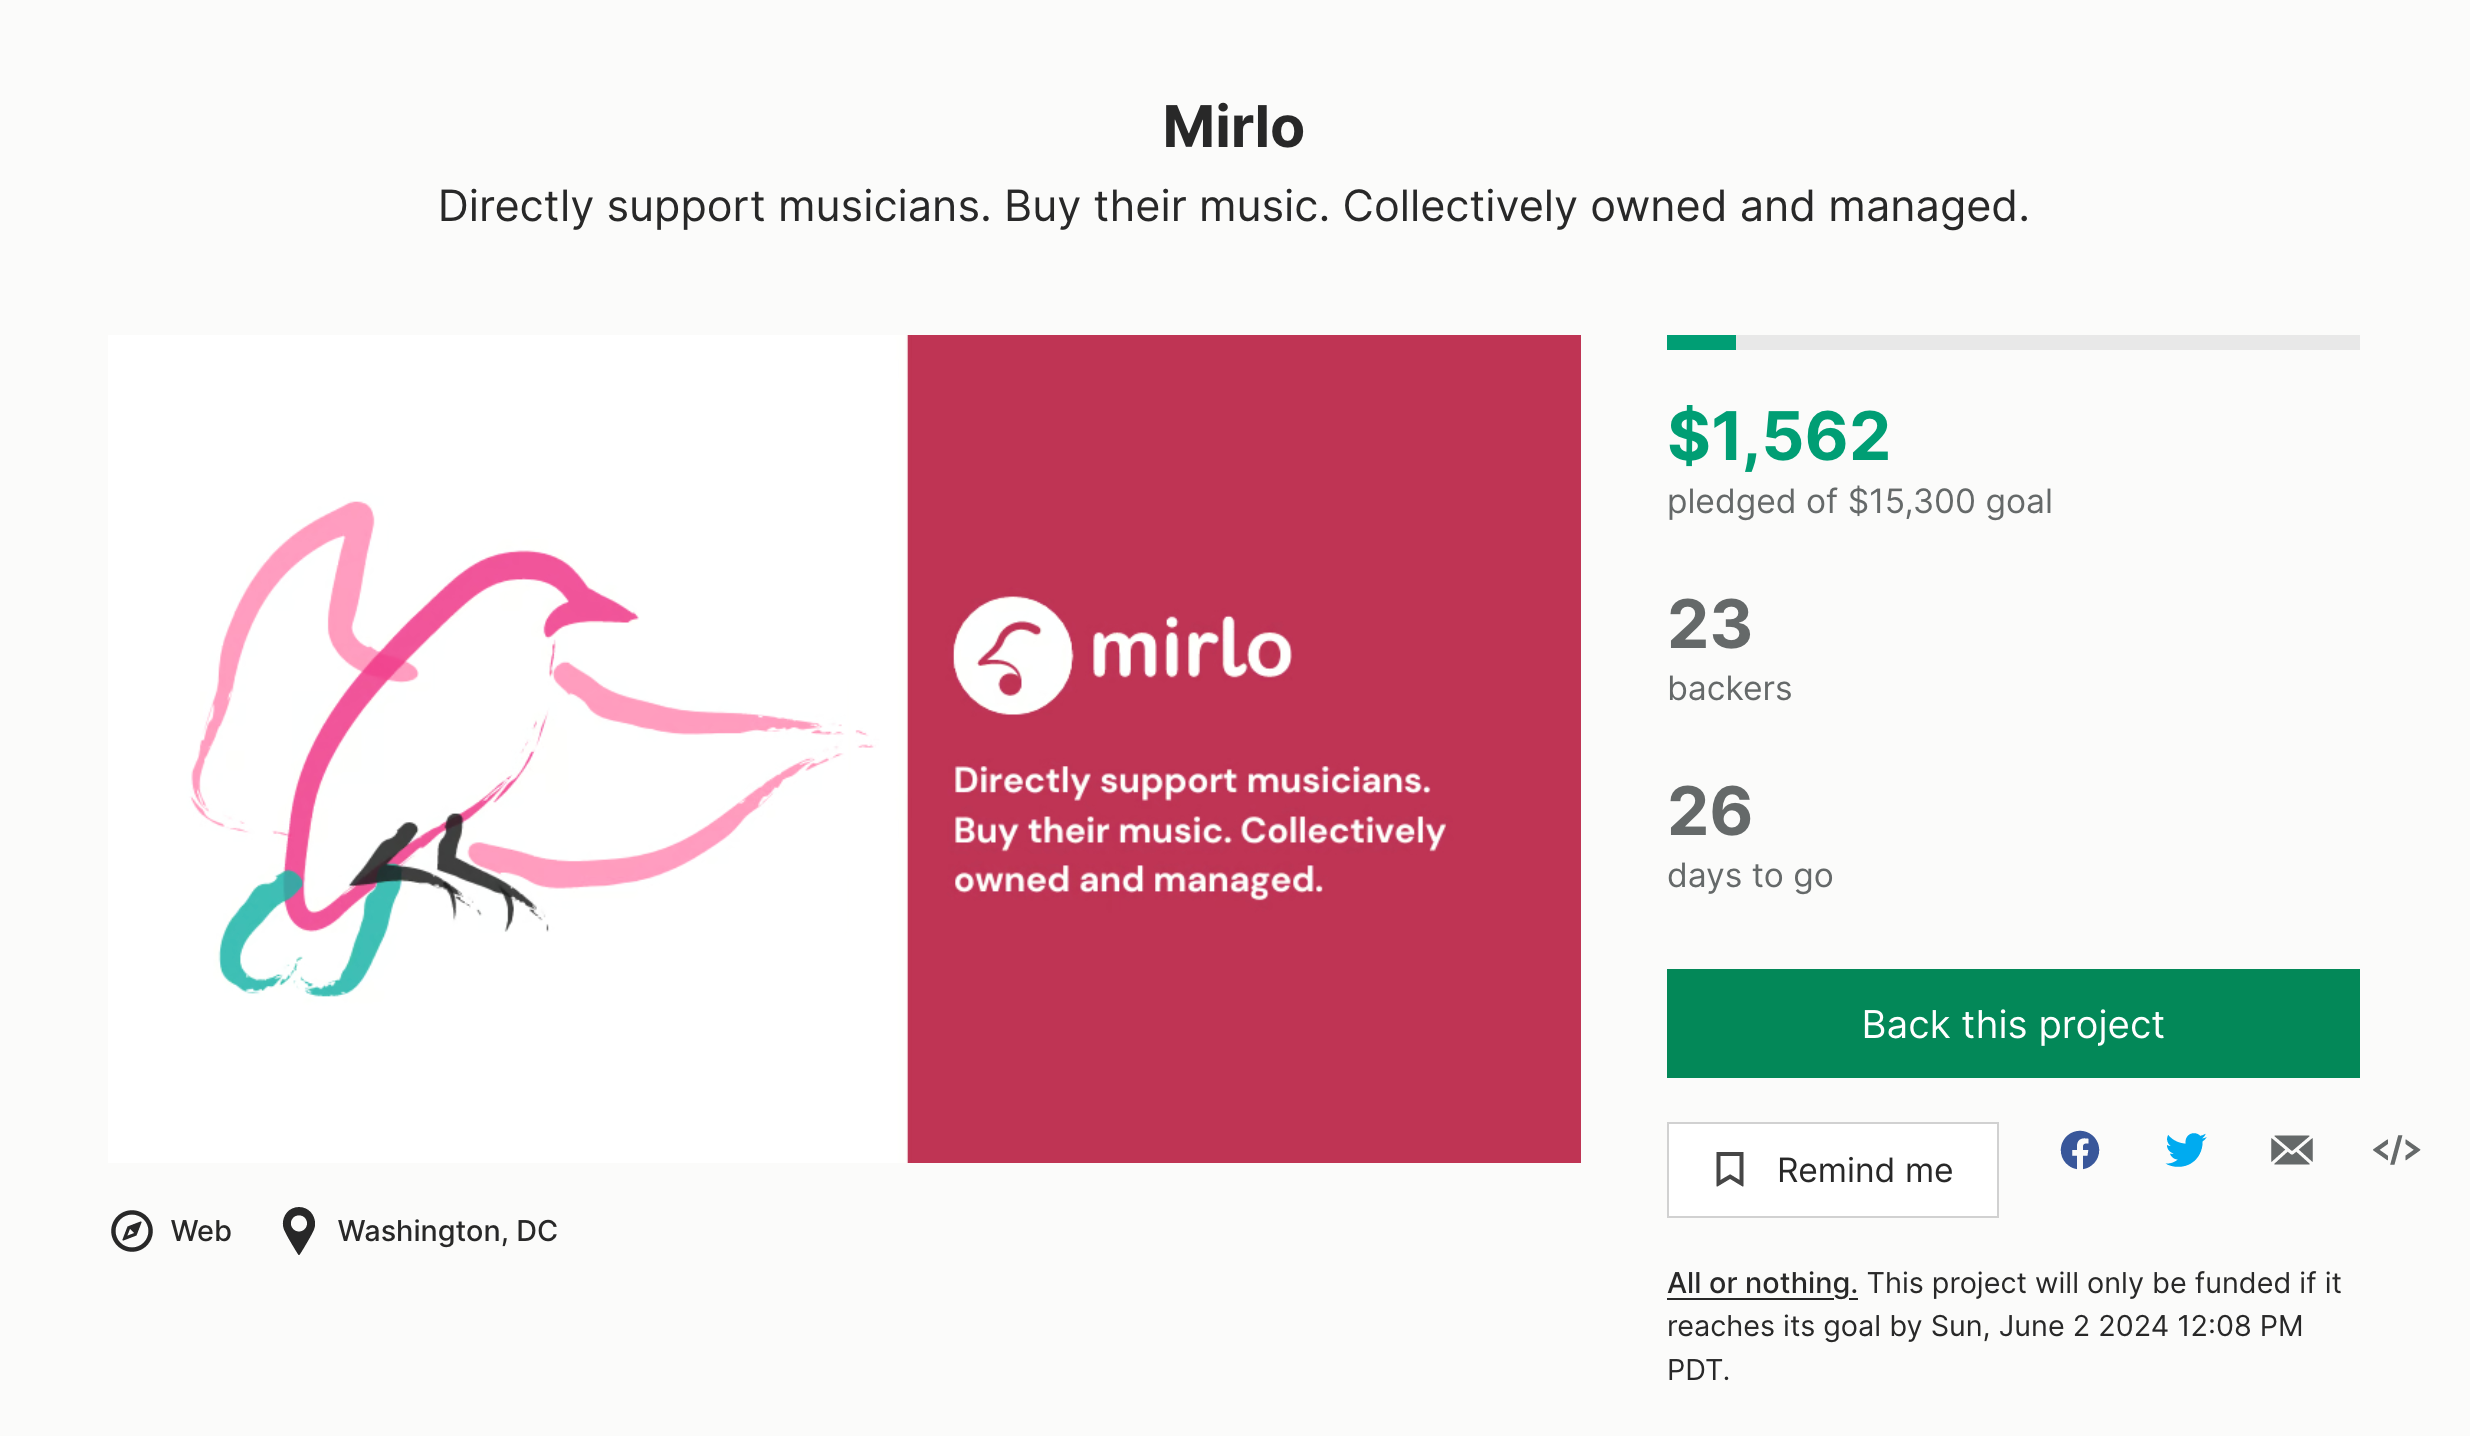 Mirlo
Directly support musicians. Buy their music. Collectively owned and managed.
mirlo
Directly support musicians.
Buy their music. Collectively
owned and managed.
Web
Washington, DC
$1,562
pledged of $15,300 goal
23
backers
26
days to go
Back this project
Remind me
All or nothing. This project will only be funded if it
reaches its goal by Sun, June 2 2024 12:08 PM
PDT.